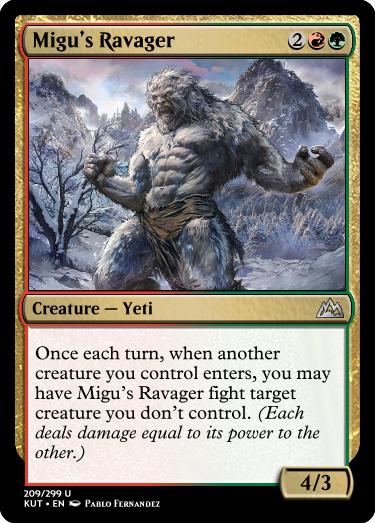 Migu's Ravager 2
Creature — Yeti
Once each turn, when another
creature you control enters, you may
have Migu's Ravager fight target
creature you don't control. (Each
deals damage equal to its power to the
other.)
4/3
209/299 U
KUT • EN Pablo Fernandez